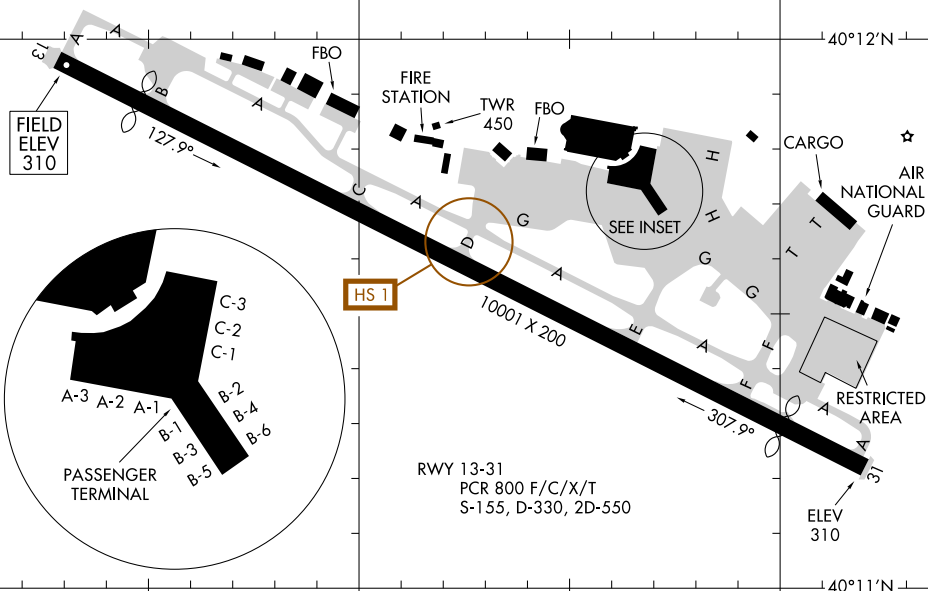 40°12'N
A
A
13
FBO
FIRE
STATION
TWR
450
FBO
B
A
FIELD
ELEV
310
127.9°
H
CARGO
AIR
NATIONAL
GUARD
C
A
G
H
T
T
SEE INSET
D
A
G
G
HS 1
10001 X 200
E
A
F
F
A
RESTRICTED
AREA
307.9°
A
31
ELEV
310
C-3
C-2
C-1
A-3
A-2
A-1
B-2
B-4
B-6
B-1
B-3
B-5
PASSENGER
TERMINAL
RWY 13-31
PCR 800 F/C/X/T
S-155, D-330, 2D-550
40°11'N